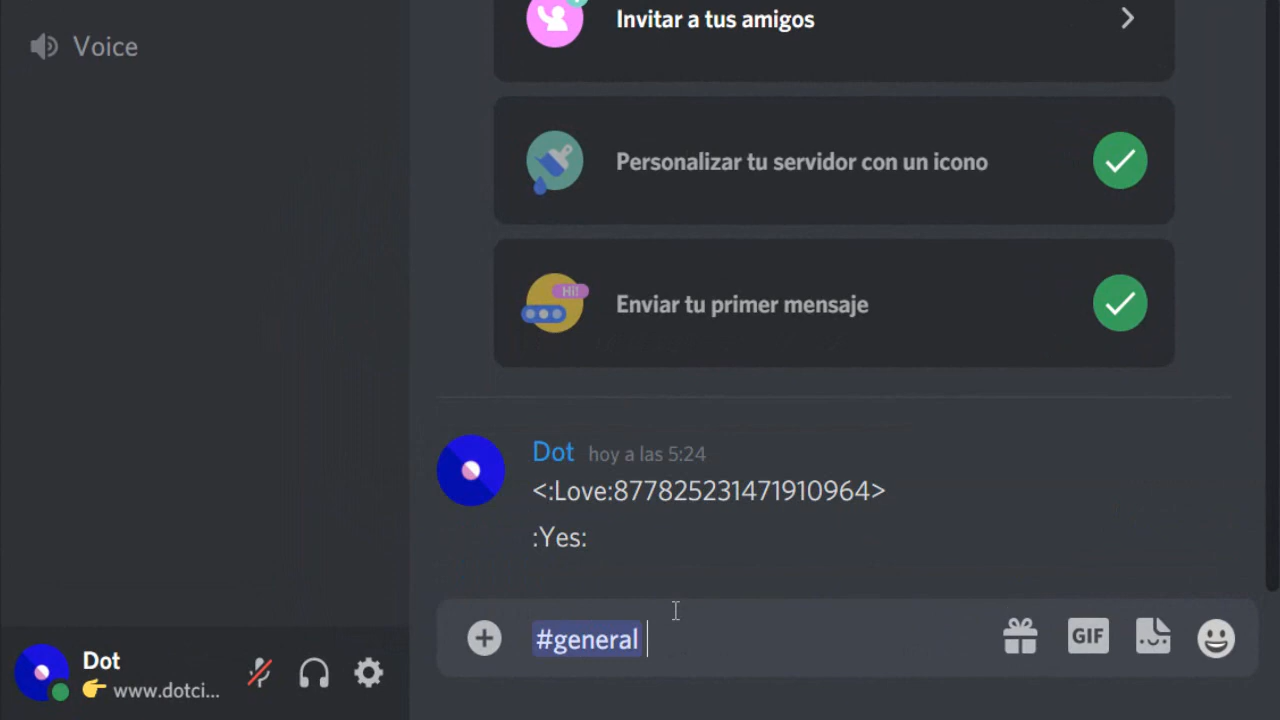 Voice
Invitar a tus amigos
Personalizar tu servidor con un icono
Hi!
Enviar tu primer mensaje
Dot hoy a las 5:24
<:Love:877825231471910964>
:Yes:
#general
GIF
Dot
👉 www.dotci...